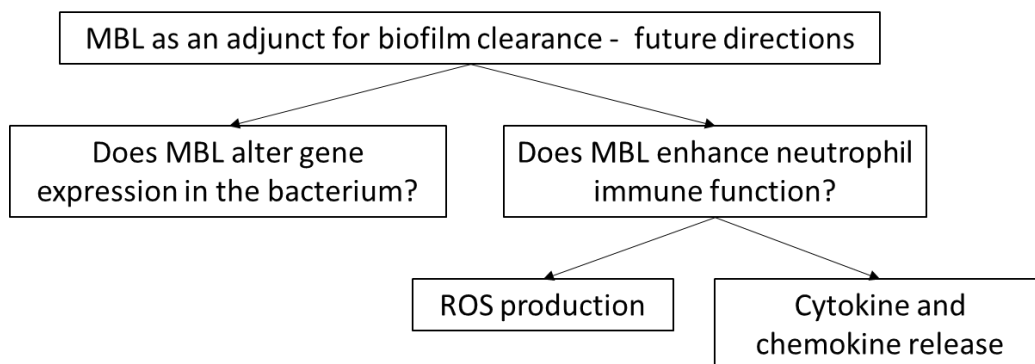 MBL as an adjunct for biofilm clearance - future directions
Does MBL alter gene
expression in the bacterium?
Does MBL enhance neutrophil
immune function?
ROS production
Cytokine and
chemokine release